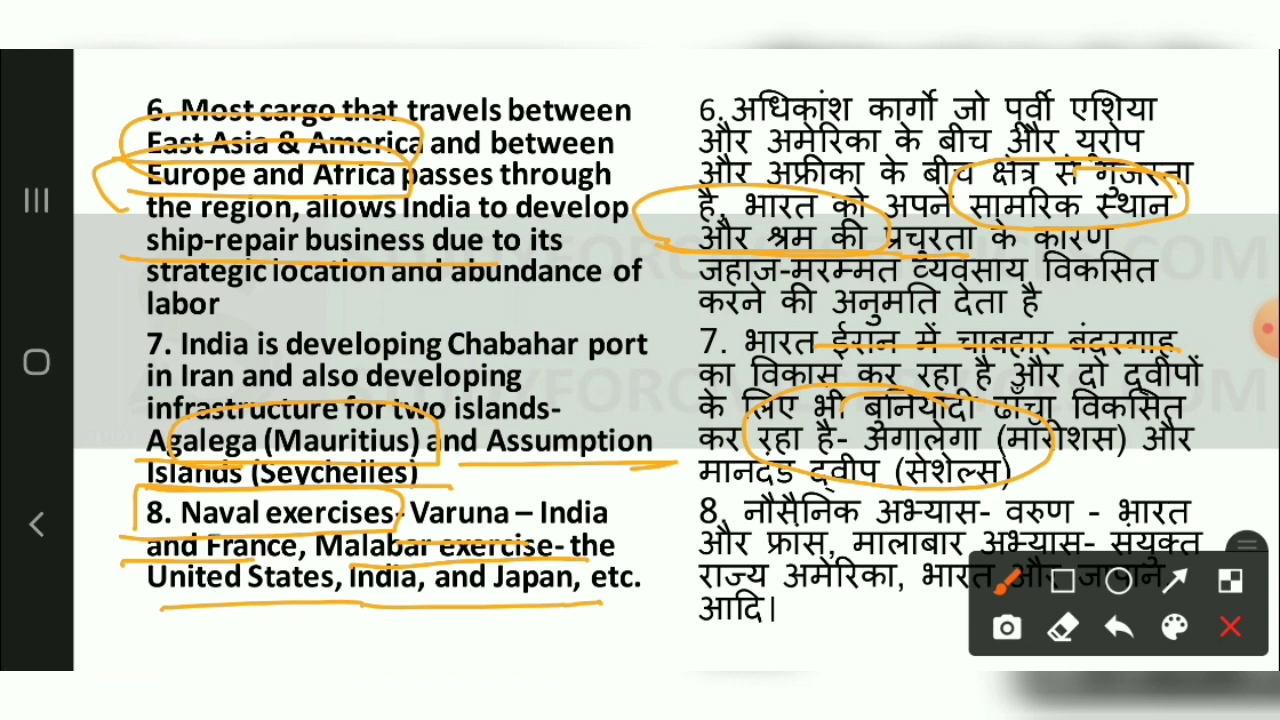 6. Most cargo that travels between
East Asia & America and between
Europe and Africa passes through
the region, allows India to develop
ship-repair business due to its
strategic location and abundance of
labor
7. India is developing Chabahar port
in Iran and also developing
infrastructure for two islands-
Agalega (Mauritius) and Assumption
Islands (Seychelles)
8. Naval exercises- Varuna – India
and France, Malabar exercise- the
United States, India, and Japan, etc.
6. अधिकांश कार्गो जो पूर्वी एशिया
और अमेरिका के बीच और यूरोप
और अफ्रीका के बीच क्षेत्र से गुजरता
है, भारत को अपने सामरिक स्थान
और श्रम की प्रचुरता के कारण
जहाज-मरम्मत व्यवसाय विकसित
करने की अनुमति देता है
7. भारत ईरान में चाबहार बंदरगाह
का विकास कर रहा है और दो द्वीपों
के लिए भी बुनियादी ढाँचा विकसित
कर रहा है- अगालेगा (मॉरीशस) और
मानदंड द्वीप (सेशेल्स)
8. नौसैनिक अभ्यास- वरुण - भारत
और फ्रांस, मालाबार अभ्यास- संयुक्त
राज्य अमेरिका, भारत और जापान,
आदि।